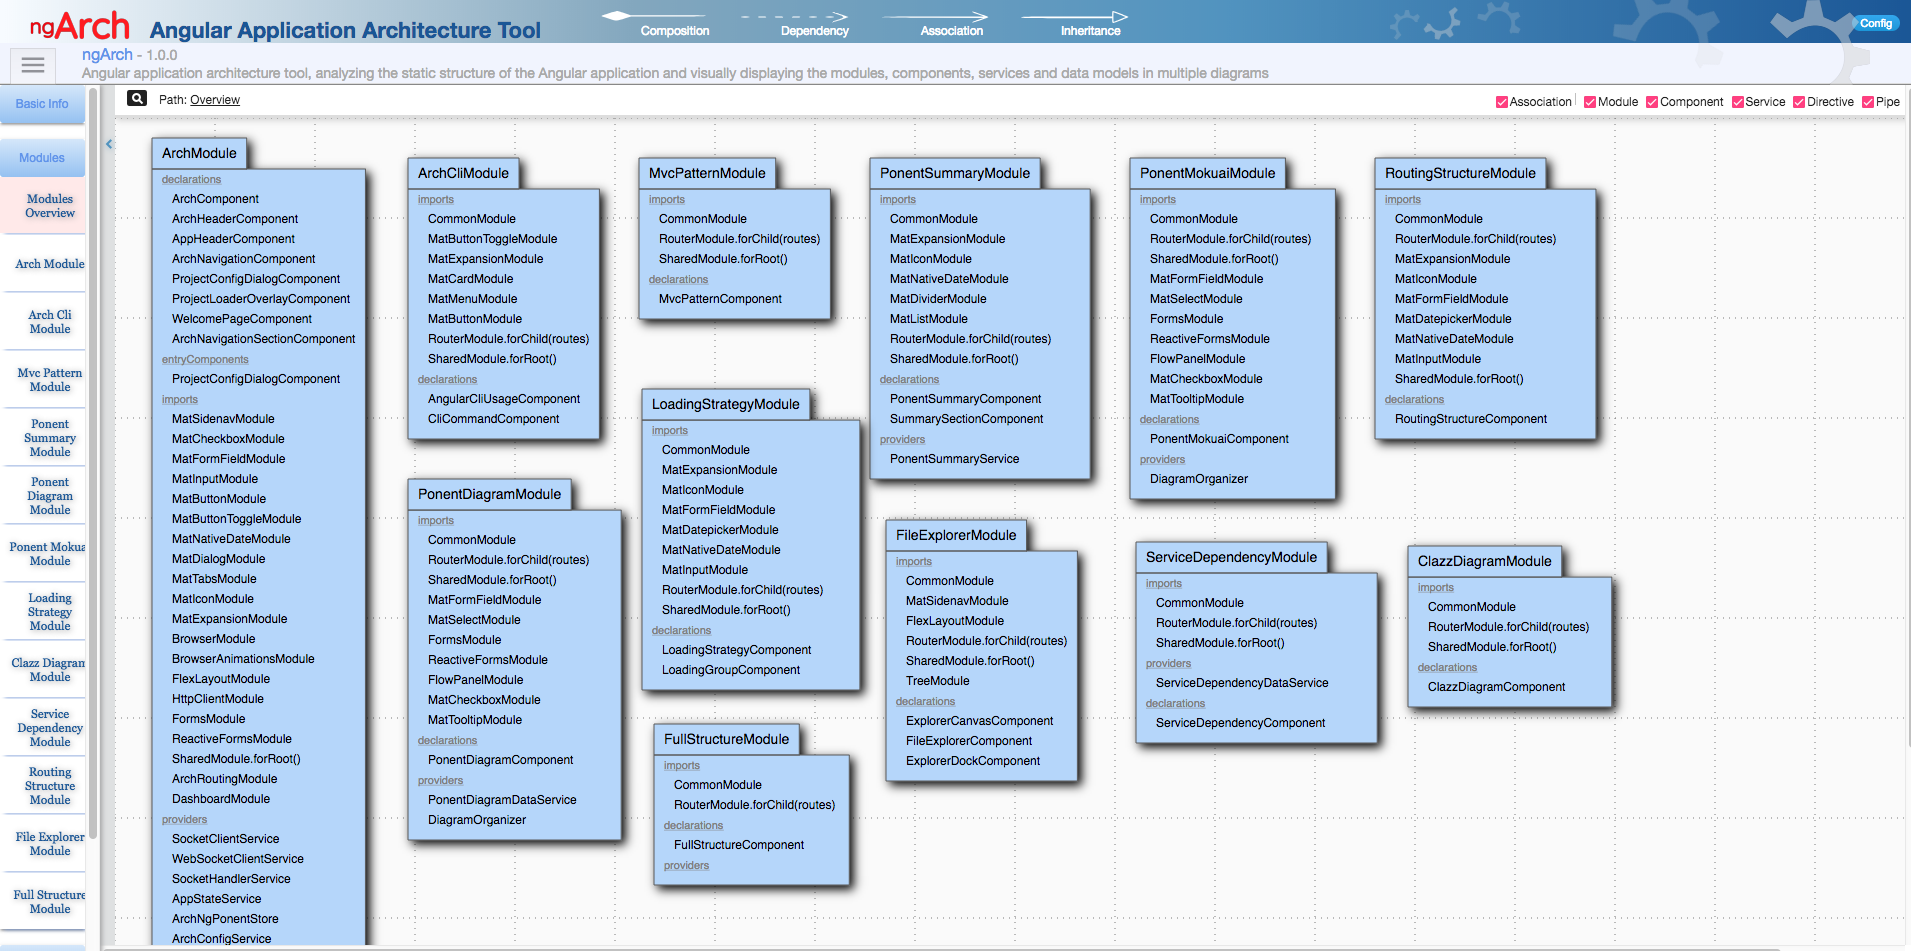 ngArch Angular Application Architecture Tool
Composition
Dependency
Association
Inheritance
Config
ngArch - 1.0.0
Angular application architecture tool, analyzing the static structure of the Angular application and visually displaying the modules, components, services and data models in multiple diagrams
Basic Info
Modules
Modules
Overview
Arch Module
Arch Cli
Module
Mvc Pattern
Module
Ponent
Summary
Module
Ponent
Diagram
Module
Ponent Mokua
Module
Loading
Strategy
Module
Clazz Diagram
Module
Service
Dependency
Module
Routing
Structure
Module
File Explorer
Module
Full Structure
Module
Path: Overview
Association
Module
Component
Service
Directive
Pipe
ArchModule
declarations
ArchComponent
ArchHeaderComponent
AppHeaderComponent
ArchNavigationComponent
ProjectConfigDialogComponent
ProjectLoaderOverlayComponent
WelcomePageComponent
ArchNavigationSectionComponent
entryComponents
ProjectConfigDialogComponent
imports
MatSidenavModule
MatCheckboxModule
MatFormFieldModule
MatInputModule
MatButtonModule
MatButtonToggleModule
MatNativeDateModule
MatDialogModule
MatTabsModule
MatIconModule
MatExpansionModule
BrowserModule
BrowserAnimationsModule
FlexLayoutModule
HttpClientModule
FormsModule
ReactiveFormsModule
SharedModule.forRoot()
ArchRoutingModule
DashboardModule
providers
SocketClientService
WebSocketClientService
SocketHandlerService
AppStateService
ArchNgPonentStore
ArchConfigService
ArchCliModule
imports
CommonModule
MatButtonToggleModule
MatExpansionModule
MatCardModule
MatMenuModule
MatButtonModule
RouterModule.forChild(routes)
SharedModule.forRoot()
declarations
AngularCliUsageComponent
CliCommandComponent
PonentDiagramModule
imports
CommonModule
RouterModule.forChild(routes)
SharedModule.forRoot()
MatFormFieldModule
MatSelectModule
FormsModule
ReactiveFormsModule
FlowPanelModule
MatCheckboxModule
MatTooltipModule
declarations
PonentDiagramComponent
providers
PonentDiagramDataService
DiagramOrganizer
MvcPatternModule
imports
CommonModule
RouterModule.forChild(routes)
SharedModule.forRoot()
declarations
MvcPatternComponent
LoadingStrategyModule
imports
CommonModule
MatExpansionModule
MatIconModule
MatFormFieldModule
MatDatepickerModule
MatNativeDateModule
MatInputModule
RouterModule.forChild(routes)
SharedModule.forRoot()
declarations
LoadingStrategyComponent
LoadingGroupComponent
FullStructureModule
imports
CommonModule
RouterModule.forChild(routes)
declarations
FullStructureComponent
providers
PonentSummaryModule
imports
CommonModule
MatExpansionModule
MatIconModule
MatNativeDateModule
MatDividerModule
MatListModule
RouterModule.forChild(routes)
SharedModule.forRoot()
declarations
PonentSummaryComponent
SummarySectionComponent
providers
PonentSummaryService
FileExplorerModule
imports
CommonModule
MatSidenavModule
FlexLayoutModule
RouterModule.forChild(routes)
SharedModule.forRoot()
TreeModule
declarations
ExplorerCanvasComponent
FileExplorerComponent
ExplorerDockComponent
PonentMokuaiModule
imports
CommonModule
RouterModule.forChild(routes)
SharedModule.forRoot()
MatFormFieldModule
MatSelectModule
FormsModule
ReactiveFormsModule
FlowPanelModule
MatCheckboxModule
MatTooltipModule
declarations
PonentMokuaiComponent
providers
DiagramOrganizer
ServiceDependencyModule
imports
CommonModule
RouterModule.forChild(routes)
SharedModule.forRoot()
providers
ServiceDependencyDataService
declarations
ServiceDependencyComponent
RoutingStructureModule
imports
CommonModule
RouterModule.forChild(routes)
MatExpansionModule
MatIconModule
MatFormFieldModule
MatDatepickerModule
MatNativeDateModule
MatInputModule
SharedModule.forRoot()
declarations
RoutingStructureComponent
ClazzDiagramModule
imports
CommonModule
RouterModule.forChild(routes)
SharedModule.forRoot()
declarations
ClazzDiagramComponent